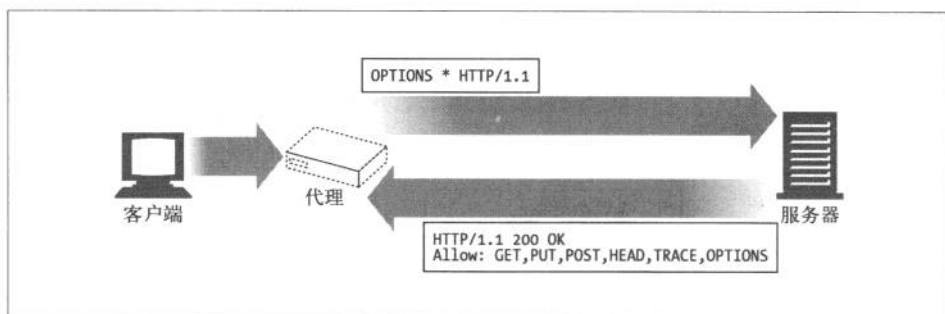 OPTIONS * HTTP/1.1
客户端
代理
服务器
HTTP/1.1 200 OK
Allow: GET,PUT,POST,HEAD,TRACE,OPTIONS